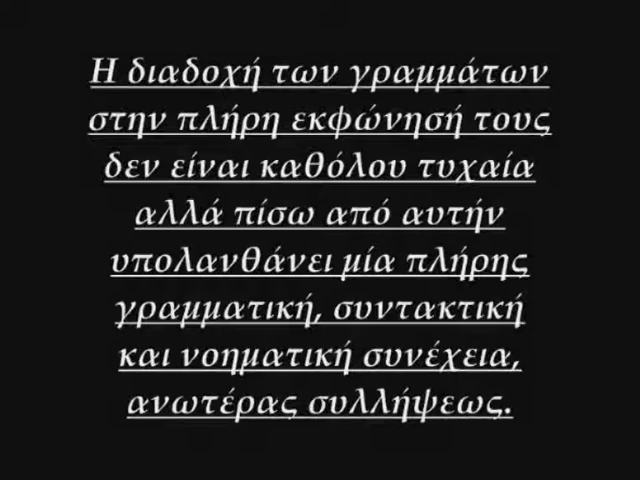 Η διαδοχή των γραμμάτων
στην πλήρη εκφώνησή τους
δεν είναι καθόλου τυχαία
αλλά πίσω από αυτήν
υπολανθάνει μία πλήρης
γραμματική, συντακτική
και νοηματική συνέχεια,
ανωτέρας συλλήψεως.